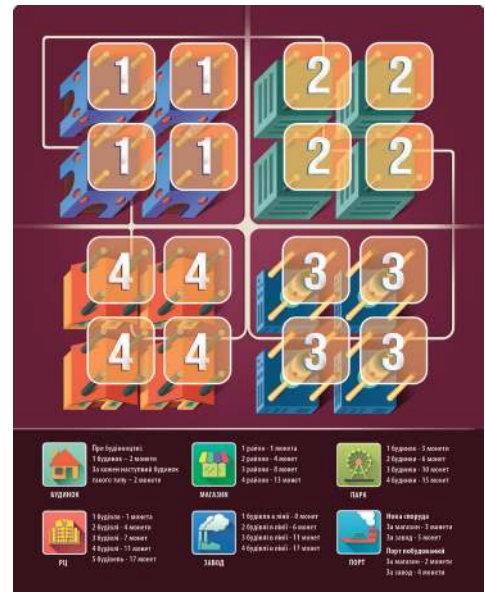 1 1
2 2
1 1
2 2
4 4
3 3
4 4
3 3
БУДИНОК
При будівництві:
1 будинок – 2 монети
За кожен наступний будинок
такого типу – 2 монети
МАГАЗИН
1 район - 1 монета
2 райони - 4 монет
3 райони - 8 монет
4 райони - 13 монет
ПАРК
1 будинок - 3 монети
2 будинка - 6 монет
3 будинка - 10 монет
4 будинки - 15 монет
РЦ
1 будівля - 1 монета
2 будівлі - 4 монети
3 будівлі - 7 монет
4 будівлі - 13 монет
5 будівель - 17 монет
ЗАВОД
1 будівля в лінії - 0 монет
2 будівлі в лінії - 6 монет
3 будівлі в лінії - 11 монет
4 будівлі в лінії - 17 монет
ПОРТ
Нова споруда
За магазин - 3 монети
За завод - 5 монет
Порт побудований
За магазин - 2 монети
За завод - 4 монети